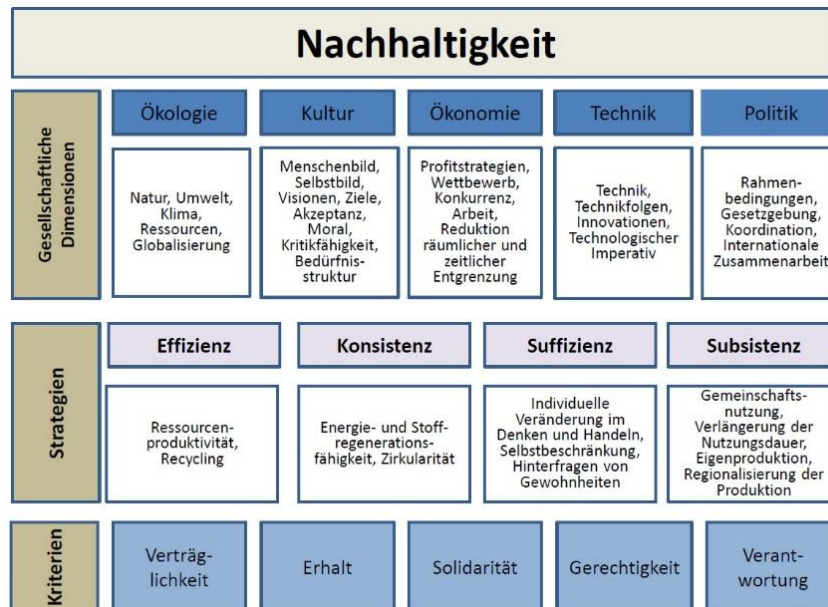 Nachhaltigkeit
Gesellschaftliche
Dimensionen
Ökologie
Kultur
Ökonomie
Technik
Politik
Natur, Umwelt,
Klima,
Ressourcen,
Globalisierung
Menschenbild,
Selbstbild,
Visionen, Ziele,
Akzeptanz,
Moral,
Kritikfähigkeit,
Bedürfnis-
struktur
Profitstrategien,
Wettbewerb,
Konkurrenz,
Arbeit,
Reduktion
räumlicher und
zeitlicher
Entgrenzung
Technik,
Technikfolgen,
Innovationen,
Technologischer
Imperativ
Rahmen-
bedingungen,
Gesetzgebung,
Koordination,
Internationale
Zusammenarbeit
Strategien
Effizienz
Konsistenz
Suffizienz
Subsistenz
Ressourcen-
produktivität,
Recycling
Energie- und Stoff-
regenerations-
fähigkeit, Zirkularität
Individuelle
Veränderung im
Denken und Handeln,
Selbstbeschränkung,
Hinterfragen von
Gewohnheiten
Gemeinschafts-
nutzung,
Verlängerung der
Nutzungsdauer,
Eigenproduktion,
Regionalisierung der
Produktion
Kriterien
Verträg-
lichkeit
Erhalt
Solidarität
Gerechtigkeit
Verant-
wortung